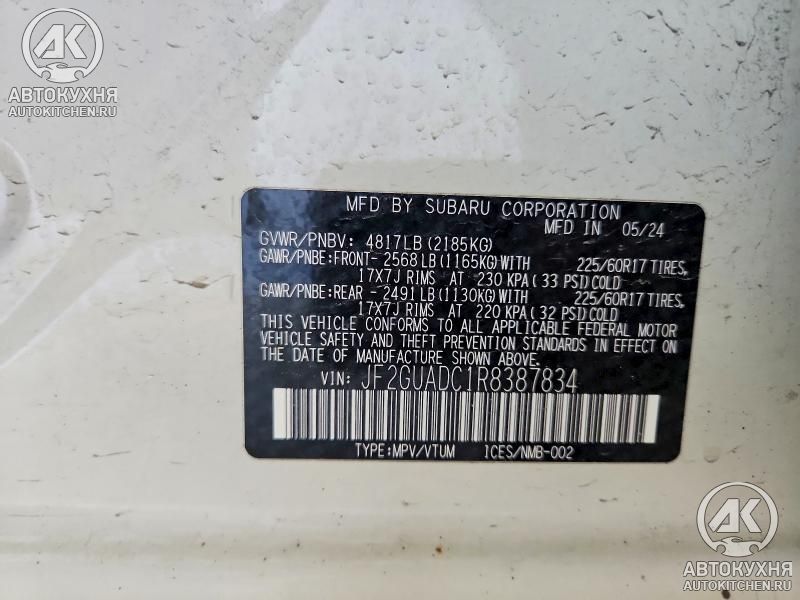 AK
АВТОКУХНЯ
AUTOKITCHEN.RU
MFD BY SUBARU CORPORATION
MFD IN 05/24
GVWR/PNBV: 4817LB (2185KG)
GAWR/PNBE:FRONT- 2568 LB (1165KG) WITH 225/60R17 TIRES,
17X7J RIMS AT 230 KPA ( 33 PSI) COLD
GAWR/PNBE:REAR - 2491 LB (1130KG) WITH 225/60R17 TIRES,
17X7J RIMS AT 220 KPA (32 PSI) COLD
THIS VEHICLE CONFORMS TO ALL APPLICABLE FEDERAL MOTOR
VEHICLE SAFETY AND THEFT PREVENTION STANDARDS IN EFFECT ON
THE DATE OF MANUFACTURE SHOWN ABOVE.
VIN: JF2GUADC1R8387834
TYPE:MPV/VTUM 1CES/NMB-002
AK
АВТОКУХНЯ
AUTOKITCHEN.RU